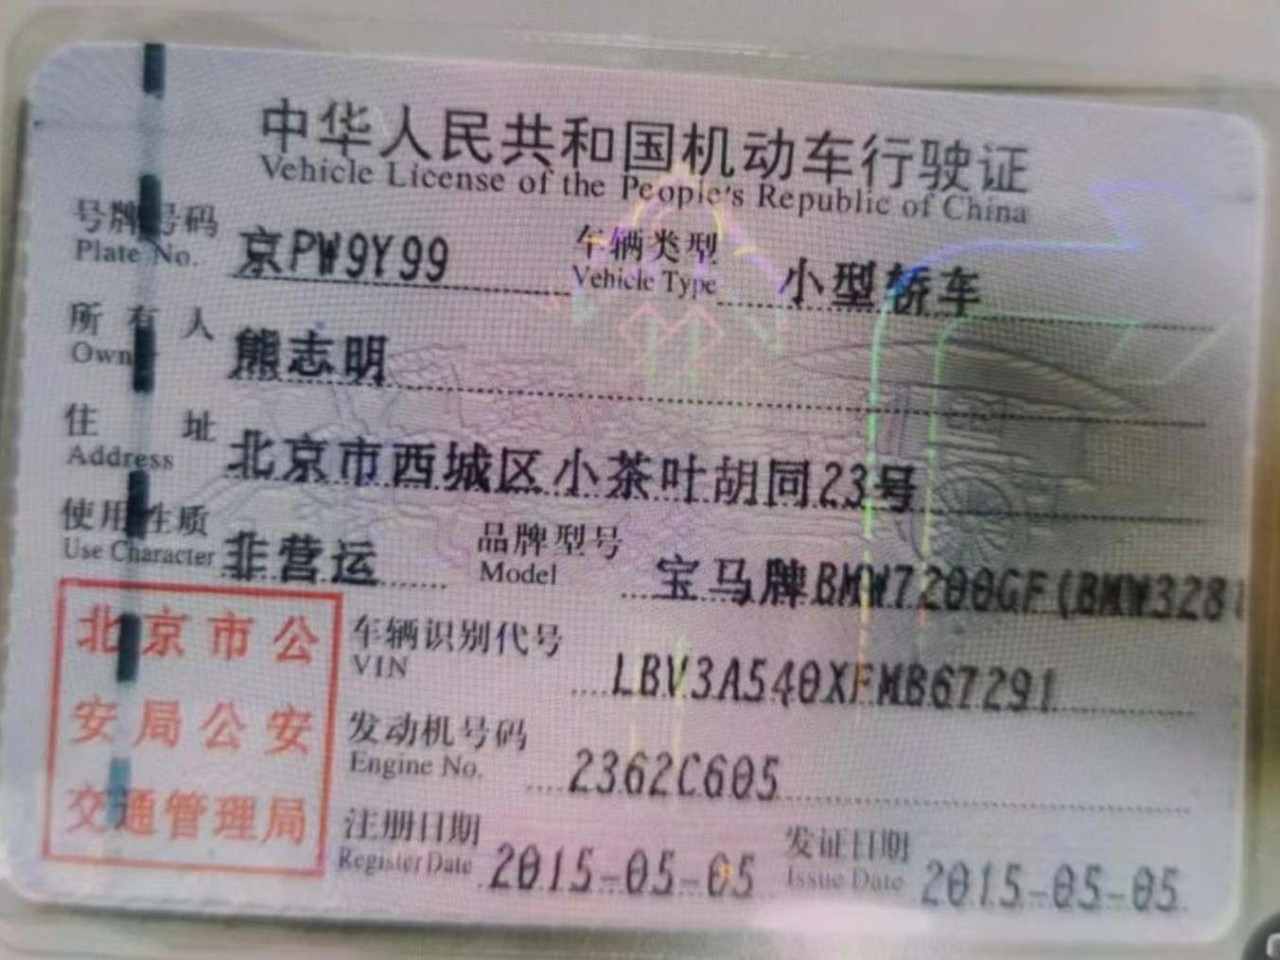 中华人民共和国机动车行驶证
Vehicle License of the People's Republic of China
号牌号码 京PW9Y99 车辆类型 小型轿车
Plate No. Vehicle Type
所有人 熊志明
Owner
住址 北京市西城区小茶叶胡同23号
Address
使用性质 非营运 品牌型号 宝马牌BMW7200GF(BMW328
Use Character Model
北京市公
安局公安
交通管理局
车辆识别代号 LBV3A540XFMB67291
VIN
发动机号码 2362C605
Engine No.
注册日期 2015-05-05 发证日期 2015-05-05
Register Date Issue Date